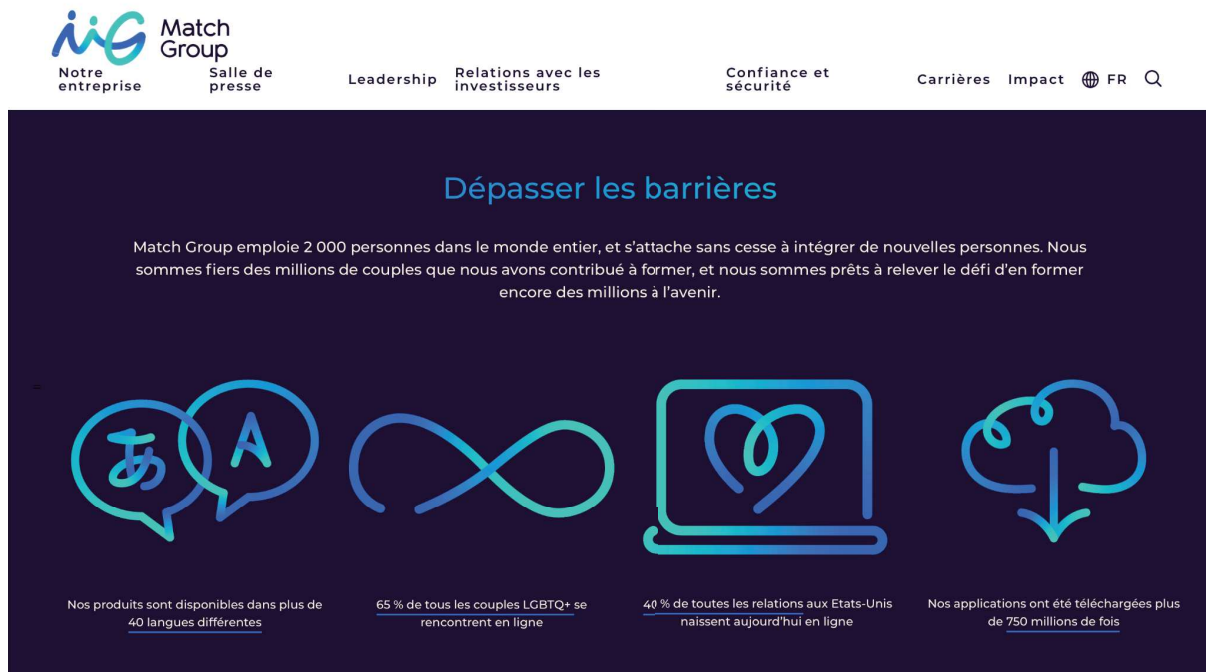 Match
Group
Notre
entreprise
Salle de
presse
Leadership
Relations avec les
investisseurs
Confiance et
sécurité
Carrières
Impact
FR
Dépasser les barrières
Match Group emploie 2 000 personnes dans le monde entier, et s'attache sans cesse à intégrer de nouvelles personnes. Nous
sommes fiers des millions de couples que nous avons contribué à former, et nous sommes prêts à relever le défi d'en former
encore des millions à l'avenir.
あ A
Nos produits sont disponibles dans plus de
40 langues différentes
65 % de tous les couples LGBTQ+ se
rencontrent en ligne
40 % de toutes les relations aux Etats-Unis
naissent aujourd'hui en ligne
Nos applications ont été téléchargées plus
de 750 millions de fois